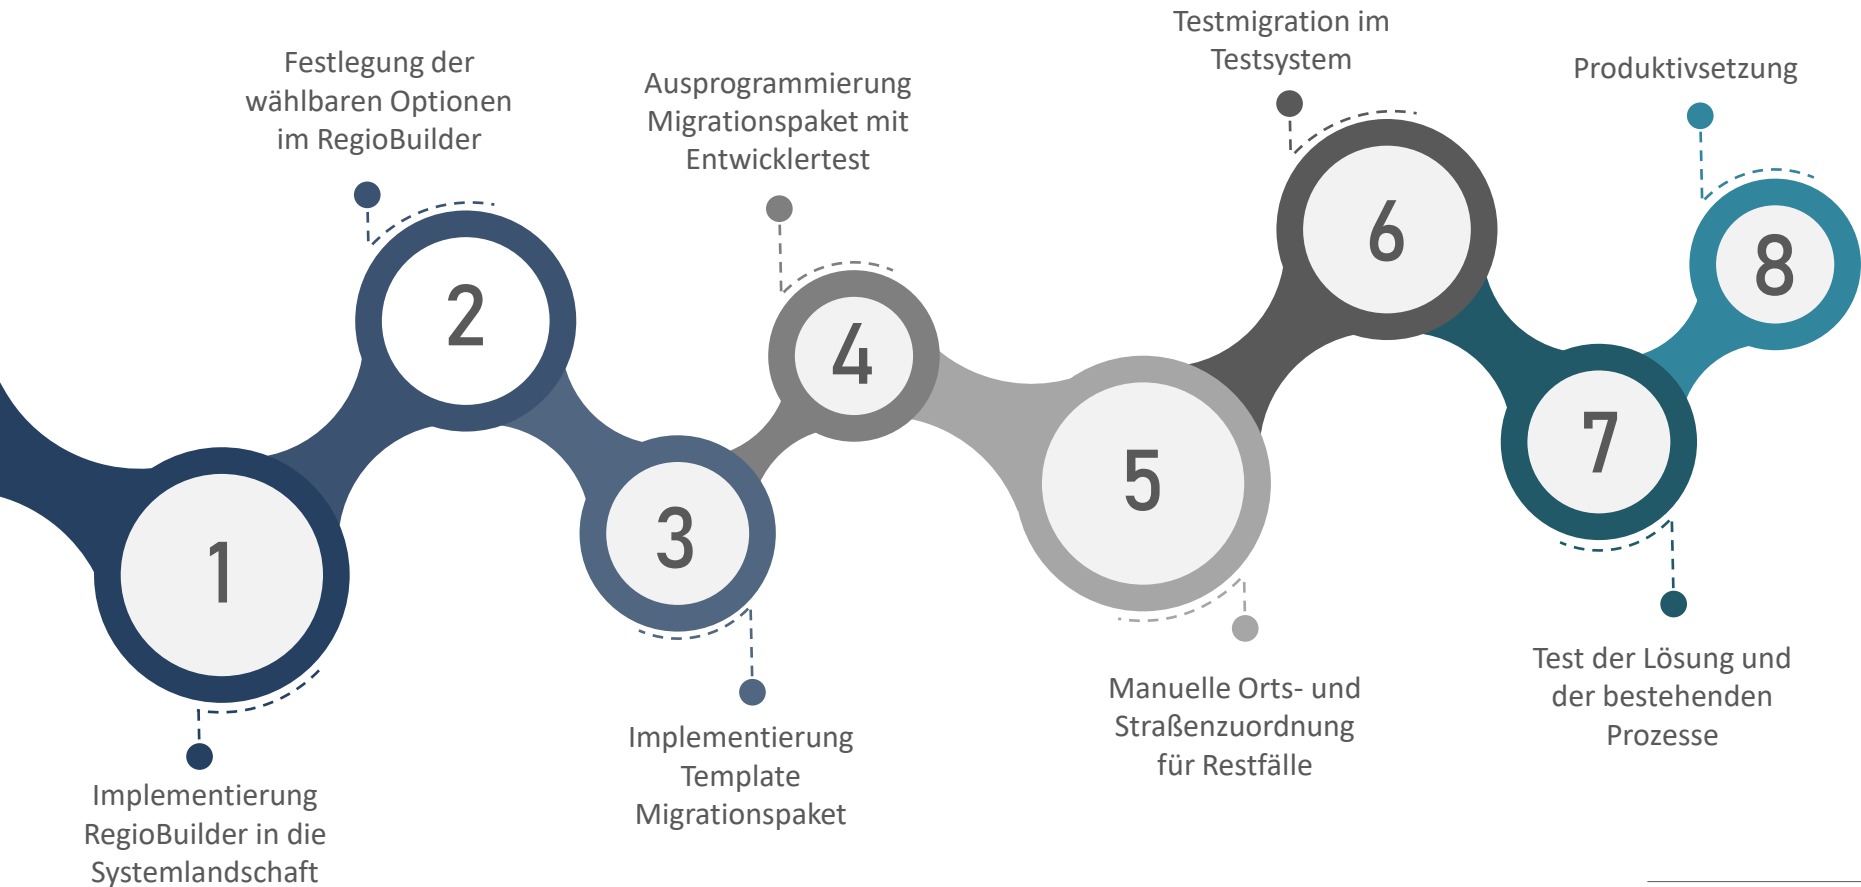 Implementierung
RegioBuilder in die
Systemlandschaft
1
Festlegung der
wählbaren Optionen
im RegioBuilder
2
Implementierung
Template
Migrationspaket
3
Ausprogrammierung
Migrationspaket mit
Entwicklertest
4
Manuelle Orts- und
Straßenzuordnung
für Restfälle
5
Testmigration im
Testsystem
6
Test der Lösung und
der bestehenden
Prozesse
7
Produktivsetzung
8